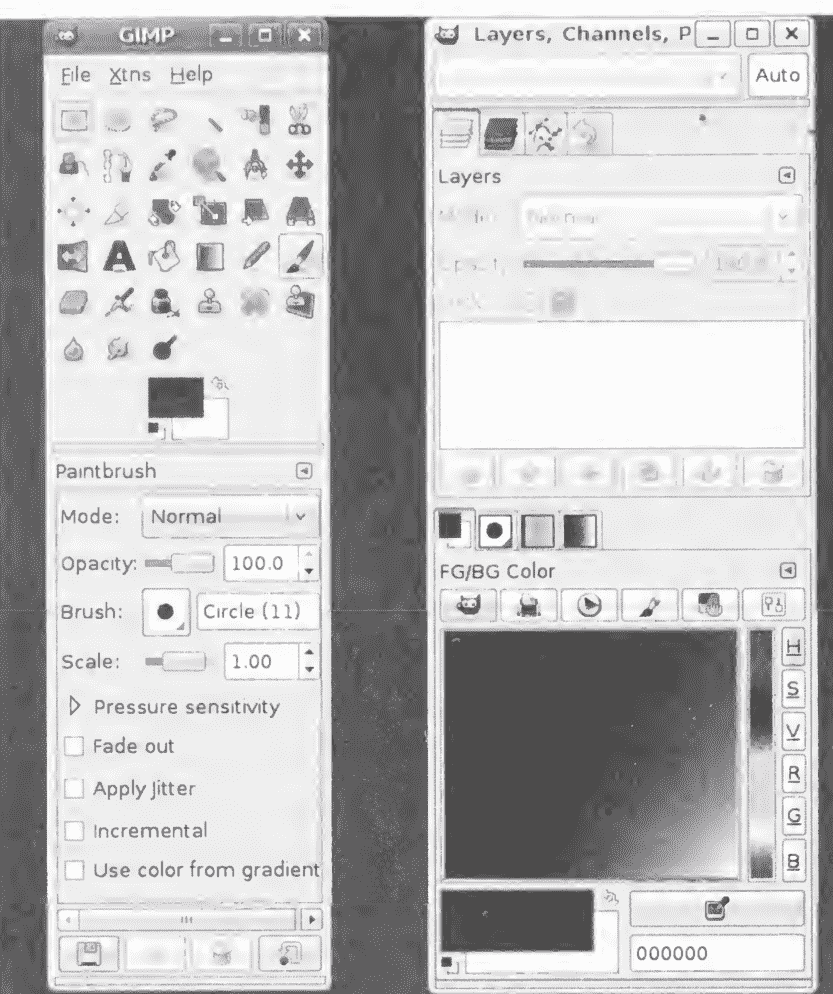 GIMP
File Xtns Help
Paintbrush
Mode: Normal
Opacity: 100.0
Brush: Circle (11)
Scale: 1.00
Pressure sensitivity
Fade out
Apply Jitter
Incremental
Use color from gradient
Layers, Channels, P
Auto
Layers
FG/BG Color
H
S
V
R
G
B
000000